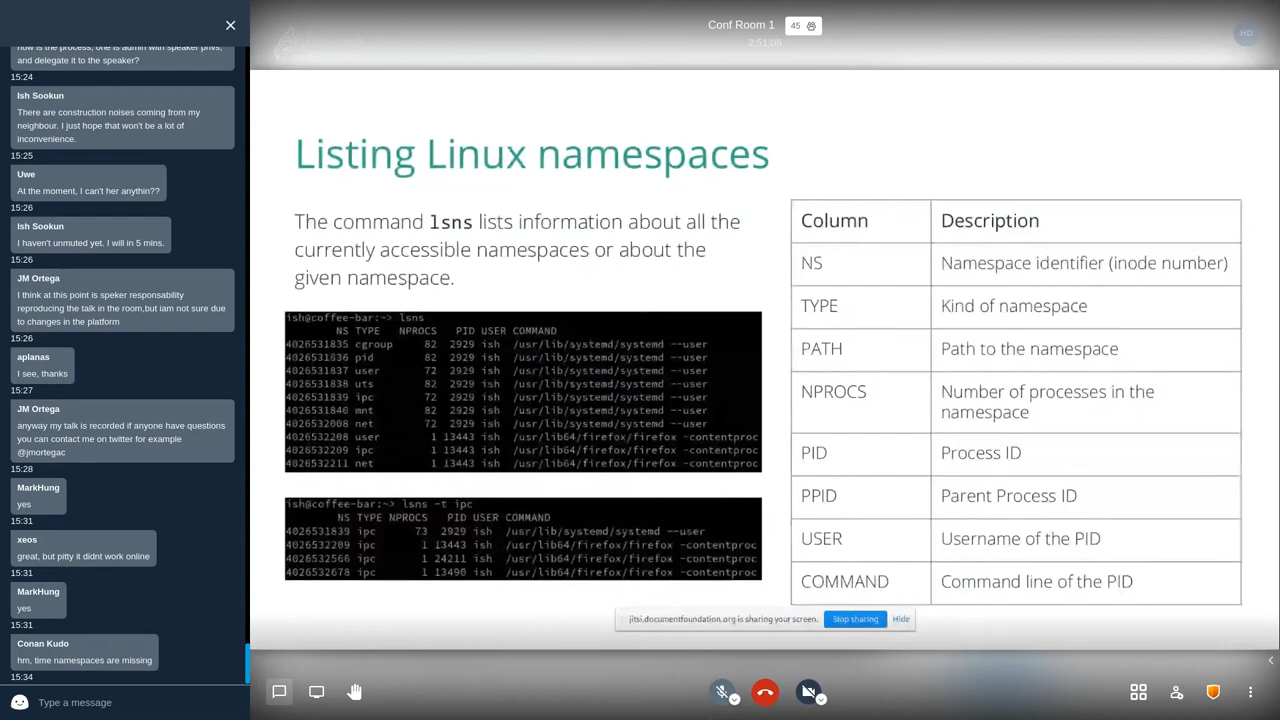 Conf Room 1
45
2:51:05
HD
now is the process, one is admin with speaker privs,
and delegate it to the speaker?
15:24
Ish Sookun
There are construction noises coming from my
neighbour. I just hope that won't be a lot of
inconvenience.
15:25
Uwe
At the moment, I can't her anythin??
15:26
Ish Sookun
I haven't unmuted yet. I will in 5 mins.
15:26
JM Ortega
I think at this point is speker responsability
reproducing the talk in the room,but iam not sure due
to changes in the platform
15:26
aplanas
I see, thanks
15:27
JM Ortega
anyway my talk is recorded if anyone have questions
you can contact me on twitter for example
@jmortegac
15:28
MarkHung
yes
15:31
xeos
great, but pitty it didnt work online
15:31
MarkHung
yes
15:31
Conan Kudo
hm, time namespaces are missing
15:34
Type a message
Listing Linux namespaces
The command lsns lists information about all the
currently accessible namespaces or about the
given namespace.
ish@coffee-bar:~> lsns
NS TYPE NPROCS PID USER COMMAND
4026531835 cgroup 82 2929 ish /usr/lib/systemd/systemd --user
4026531836 pid 82 2929 ish /usr/lib/systemd/systemd --user
4026531837 user 72 2929 ish /usr/lib/systemd/systemd --user
4026531838 uts 82 2929 ish /usr/lib/systemd/systemd --user
4026531839 ipc 72 2929 ish /usr/lib/systemd/systemd --user
4026531840 mnt 82 2929 ish /usr/lib/systemd/systemd --user
4026532008 net 72 2929 ish /usr/lib/systemd/systemd --user
4026532208 user 1 13443 ish /usr/lib64/firefox/firefox -contentproc
4026532209 ipc 1 13443 ish /usr/lib64/firefox/firefox -contentproc
4026532211 net 1 13443 ish /usr/lib64/firefox/firefox -contentproc
ish@coffee-bar:~> lsns -t ipc
NS TYPE NPROCS PID USER COMMAND
4026531839 ipc 73 2929 ish /usr/lib/systemd/systemd --user
4026532209 ipc 1 13443 ish /usr/lib64/firefox/firefox -contentproc
4026532566 ipc 1 24211 ish /usr/lib64/firefox/firefox -contentproc
4026532678 ipc 1 13490 ish /usr/lib64/firefox/firefox -contentproc
Column Description
NS Namespace identifier (inode number)
TYPE Kind of namespace
PATH Path to the namespace
NPROCS Number of processes in the
namespace
PID Process ID
PPID Parent Process ID
USER Username of the PID
COMMAND Command line of the PID
jitsi.documentfoundation.org is sharing your screen. Stop sharing Hide